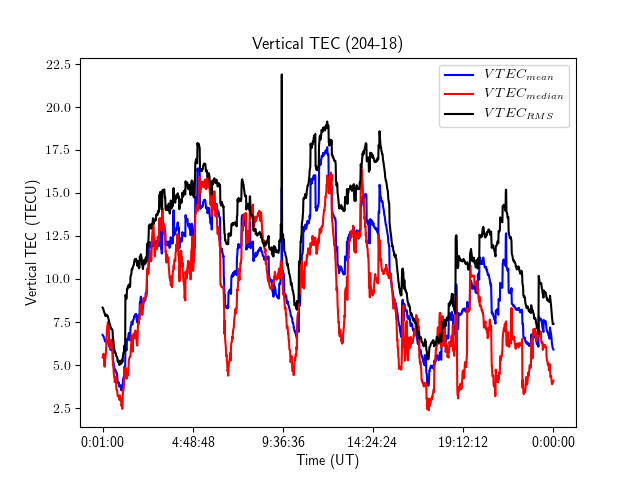 Vertical TEC (204-18)
22.5
20.0
17.5
15.0
12.5
10.0
7.5
5.0
2.5
Vertical TEC (TECU)
VTEC_mean
VTEC_median
VTEC_RMS
0:01:00 4:48:48 9:36:36 14:24:24 19:12:12 0:00:00
Time (UT)